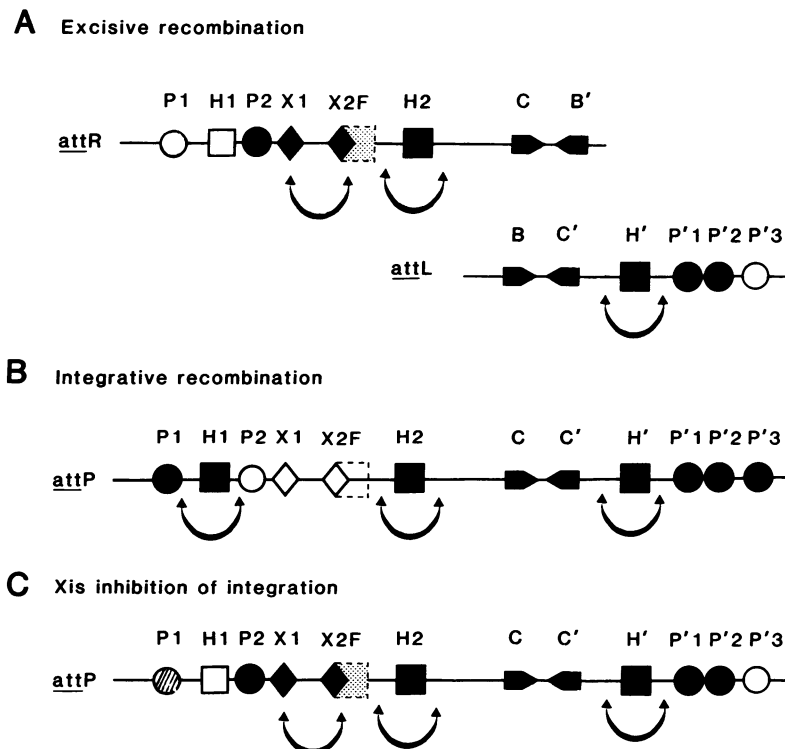 A Excisive recombination
P1 H1 P2 X1 X2F H2 C B'
attR
B C' H' P'1 P'2 P'3
attL
B Integrative recombination
P1 H1 P2 X1 X2F H2 C C' H' P'1 P'2 P'3
attP
C Xis inhibition of integration
P1 H1 P2 X1 X2F H2 C C' H' P'1 P'2 P'3
attP